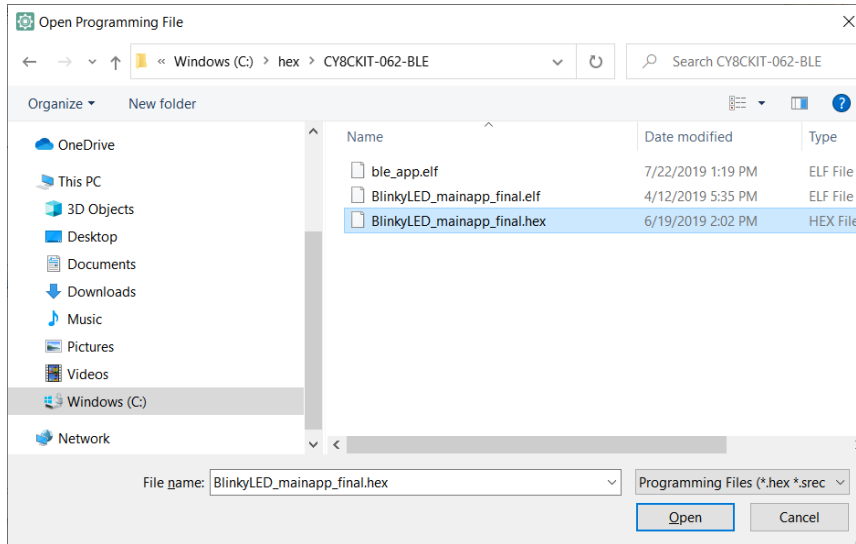 Open Programming File
« Windows (C:) > hex > CY8CKIT-062-BLE
Search CY8CKIT-062-BLE
Organize New folder
Name Date modified Type
OneDrive
This PC
3D Objects
Desktop
Documents
Downloads
Music
Pictures
Videos
Windows (C:)
Network
ble_app.elf 7/22/2019 1:19 PM ELF File
BlinkyLED_mainapp_final.elf 4/12/2019 5:35 PM ELF File
BlinkyLED_mainapp_final.hex 6/19/2019 2:02 PM HEX File
File name: BlinkyLED_mainapp_final.hex Programming Files (*.hex *.srec
Open Cancel